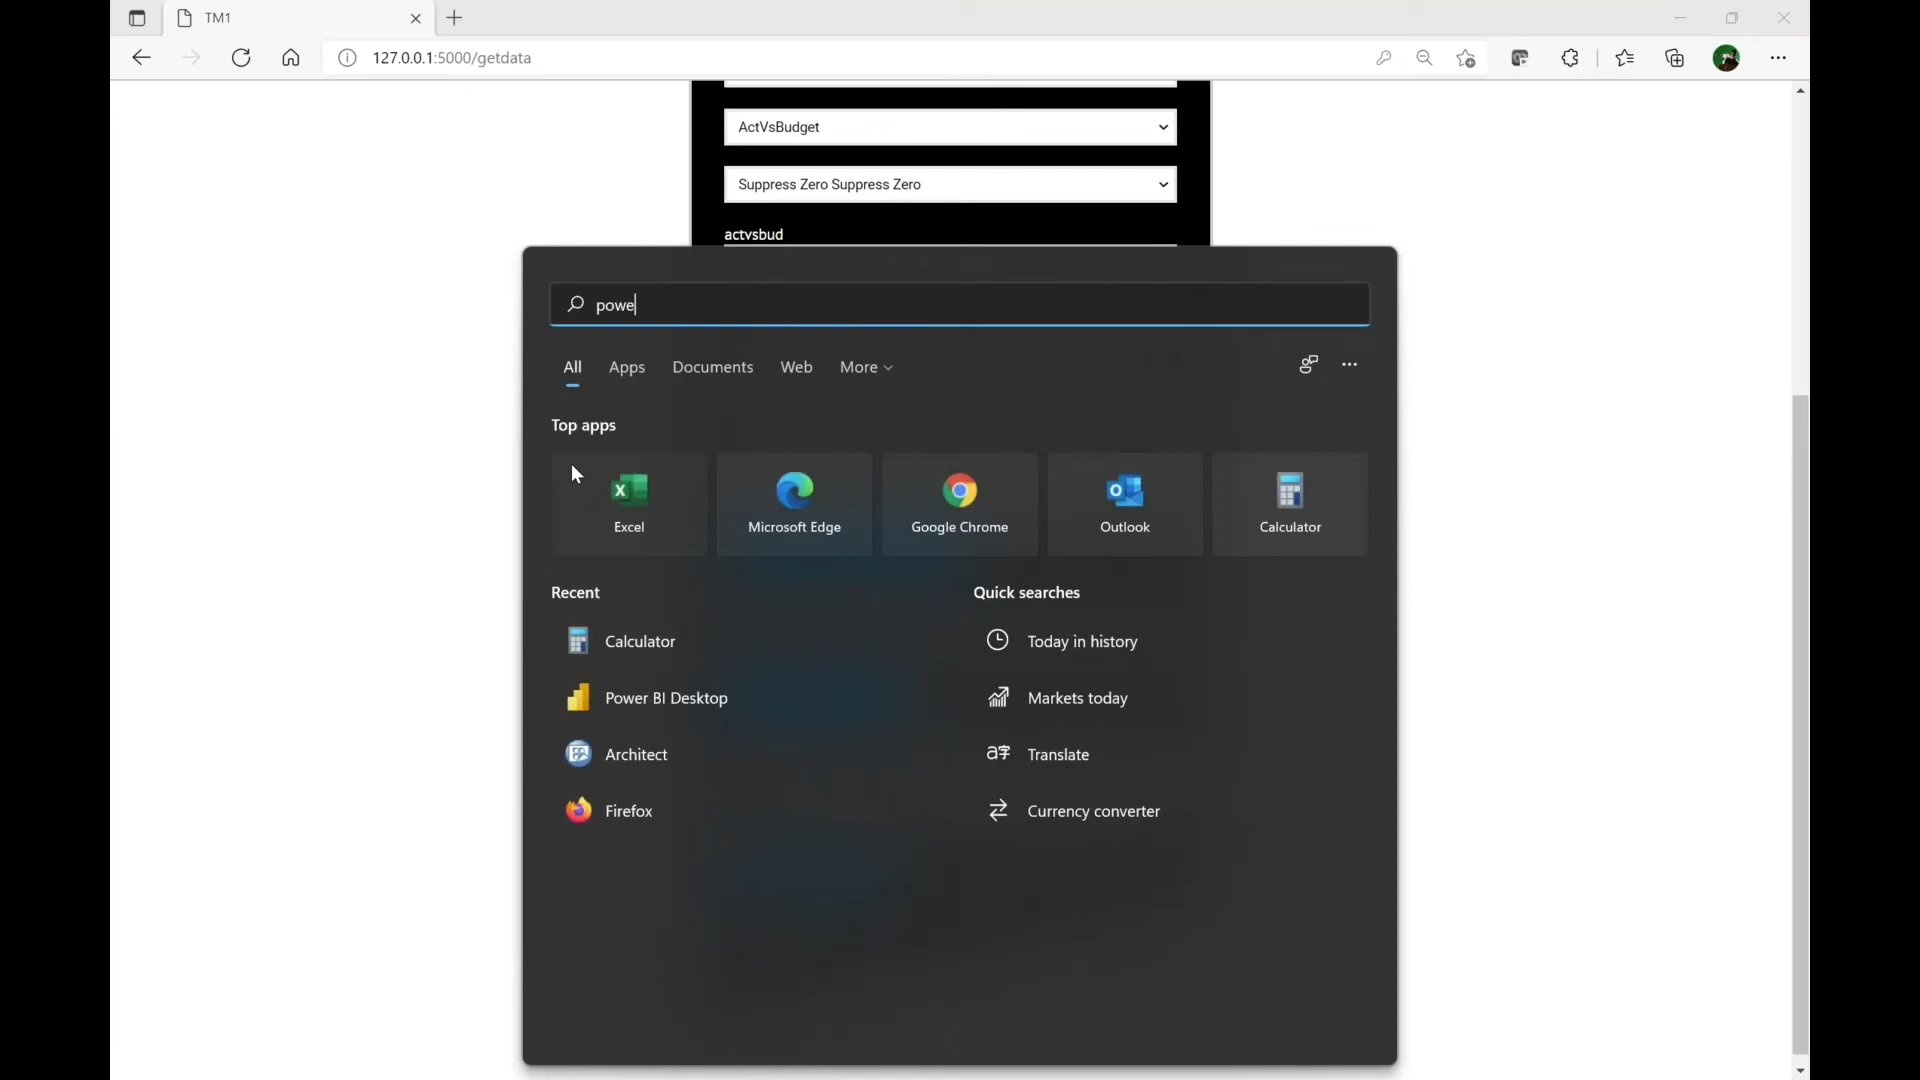 TM1
127.0.0.1:5000/getdata
ActVsBudget
Suppress Zero Suppress Zero
actvsbud
powe
All Apps Documents Web More
Top apps
Excel Microsoft Edge Google Chrome Outlook Calculator
Recent
Calculator
Power BI Desktop
Architect
Firefox
Quick searches
Today in history
Markets today
Translate
Currency converter